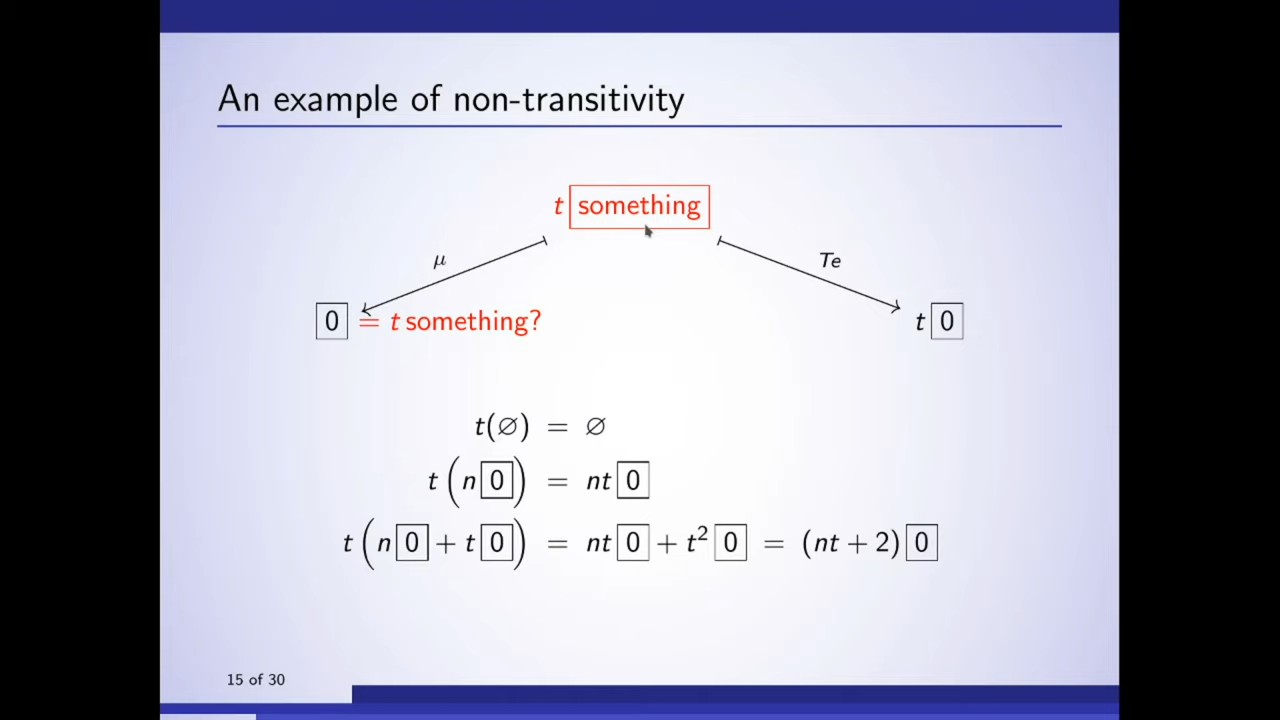 An example of non-transitivity
t something
μ
Te
0 = t something?
t 0
t(∅) = ∅
t(n 0) = nt 0
t(n 0 + t 0) = nt 0 + t² 0 = (nt + 2) 0
15 of 30